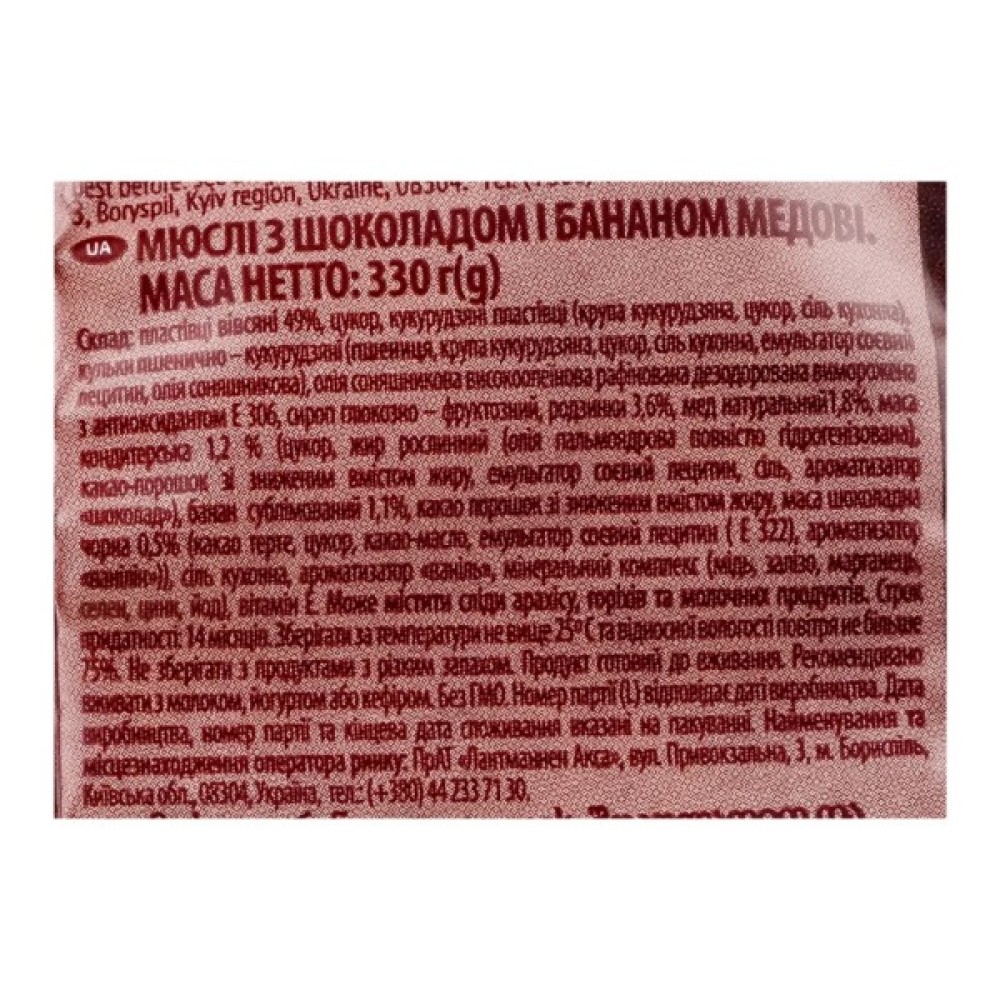 best before:
3, Boryspil, Kyiv region, Ukraine, 08304.
UA МЮСЛІ З ШОКОЛАДОМ І БАНАНОМ МЕДОВІ.
МАСА НЕТТО: 330 г(g)
Склад: пластівці вівсяні 49%, цукор, кукурудзяні пластівці (крупа кукурудзяна, цукор, сіль кухонна),
кульки пшенично – кукурудзяні (пшениця, крупа кукурудзяна, цукор, сіль кухонна, емульгатор соєвий
лецитин, олія соняшникова), олія соняшникова високоолеїнова рафінована дезодорована виморожена
з антиоксидантом Е 306, сироп глюкозно – фруктозний, родзинки 3,6%, мед натуральний1,8%, маса
кондитерська 1,2 % (цукор, жир рослинний (олія пальмоядрова повністю гідрогенізована),
какао-порошок зі зниженим вмістом жиру, емульгатор соєвий лецитин, сіль, ароматизатор
«шоколад»), банан сублімований 1,1%, какао порошок зі зниженим вмістом жиру, маса шоколадна
чорна 0,5% (какао терте, цукор, какао-масло, емульгатор соєвий лецитин ( Е 322), ароматизатор
«ванілін»)), сіль кухонна, ароматизатор «ваніль», мінеральний комплекс (мідь, залізо, марганець,
селен, цинк, йод), вітамін Е. Може містити сліди арахісу, горіхів та молочних продуктів. Строк
придатності: 14 місяців. Зберігати за температури не вище 25º С та відносної вологості повітря не більше
75%. Не зберігати з продуктами з різким запахом. Продукт готовий до вживання. Рекомендовано
вживати з молоком, йогуртом або кефіром. Без ГМО. Номер партії (L) відповідає даті виробництва. Дата
виробництва, номер партії та кінцева дата споживання вказані на пакуванні. Найменування та
місцезнаходження оператора ринку: ПрАТ «Лантманнен Акса», вул. Привокзальна, 3, м. Бориспіль,
Київська обл., 08304, Україна, тел.: (+380) 44 233 71 30.